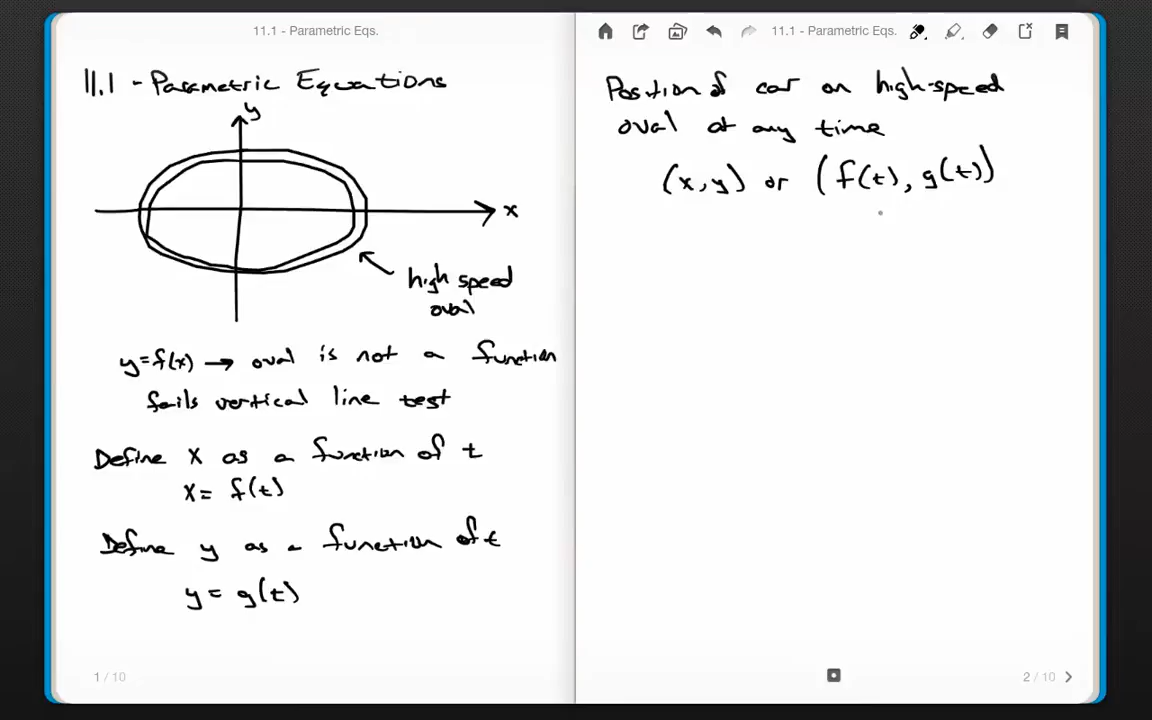 11.1 - Parametric Eqs.
11.1 - Parametric Equations
y
x
high speed
oval
y=f(x) → oval is not a function
fails vertical line test
Define x as a function of t
x= f(t)
Define y as a function of t
y= g(t)
1 / 10
11.1 - Parametric Eqs.
Position of car on high-speed
oval at any time
(x,y) or (f(t), g(t))
2 / 10